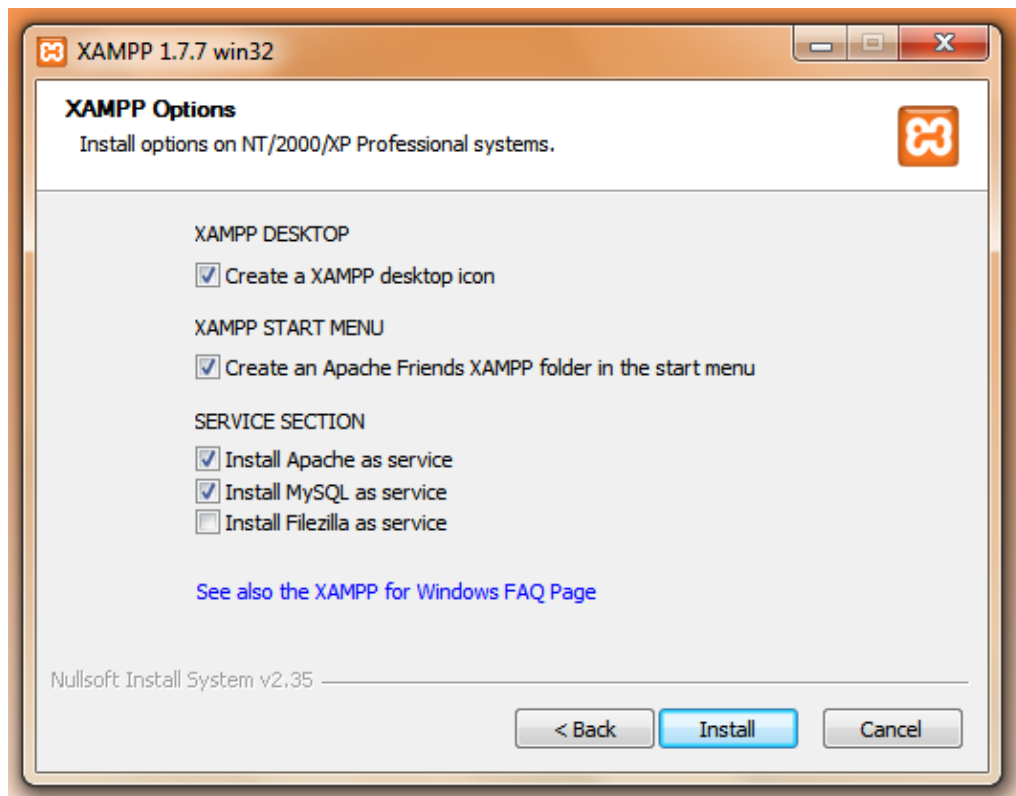 XAMPP 1.7.7 win32
XAMPP Options
Install options on NT/2000/XP Professional systems.
XAMPP DESKTOP
Create a XAMPP desktop icon
XAMPP START MENU
Create an Apache Friends XAMPP folder in the start menu
SERVICE SECTION
Install Apache as service
Install MySQL as service
Install Filezilla as service
See also the XAMPP for Windows FAQ Page
Nullsoft Install System v2.35
< Back Install Cancel